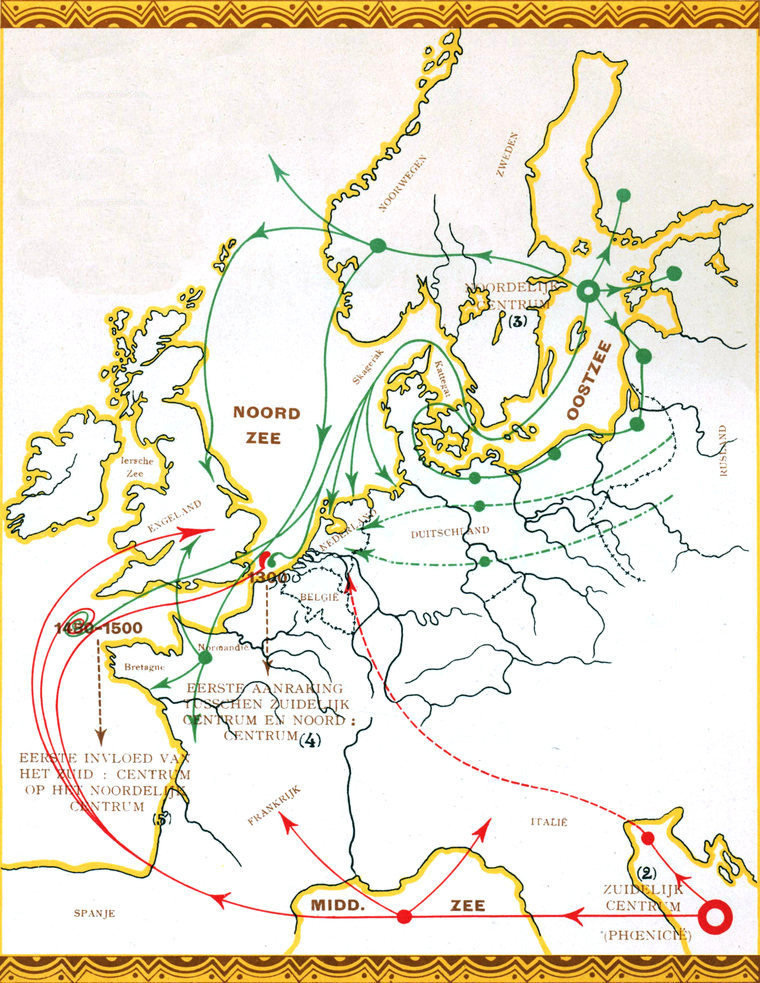 NOORWEGEN
ZWEDEN
NOORDELIJK
CENTRUM
(3)
Skagerak
Kattegat
OOSTZEE
NOORD
ZEE
RUSLAND
Iersche
Zee
ENGELAND
NEDERLAND
DUITSCHLAND
1300
BELGIË
1450-1500
Normandie
Bretagne
EERSTE AANRAKING
TUSSCHEN ZUIDELIJK
CENTRUM EN NOORD :
CENTRUM
(4)
EERSTE INVLOED VAN
HET ZUID : CENTRUM
OP HET NOORDELIJK
CENTRUM
(5)
FRANKRIJK
ITALIË
(2)
ZUIDELIJK
CENTRUM
(PHŒNICIË)
MIDD. ZEE
SPANJE